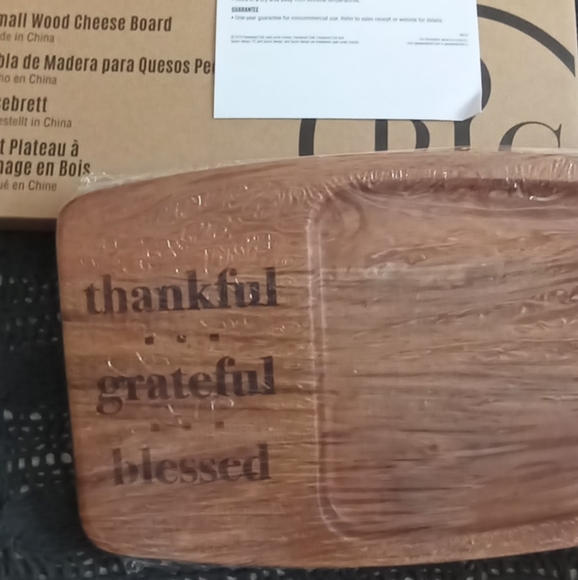 mall Wood Cheese Board
de in China
bla de Madera para Quesos Pe
ho en China
ebrett
estellt in China
t Plateau à
mage en Bois
ué en Chine
GUARANTEE
• One-year guarantee for noncommercial use. Refer to sales receipt or website for details.
thankful
grateful
blessed